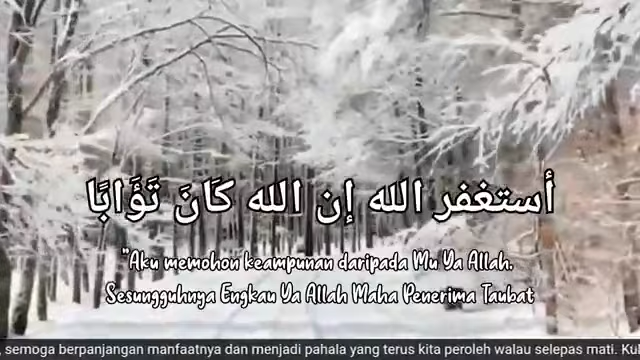 أستغفر الله إن الله كَانَ تَوَّابًا
"Aku memohon keampunan daripada Mu Ya Allah.
Sesungguhnya Engkau Ya Allah Maha Penerima Taubat
, semoga berpanjangan manfaatnya dan menjadi pahala yang terus kita peroleh walau selepas mati. Kul